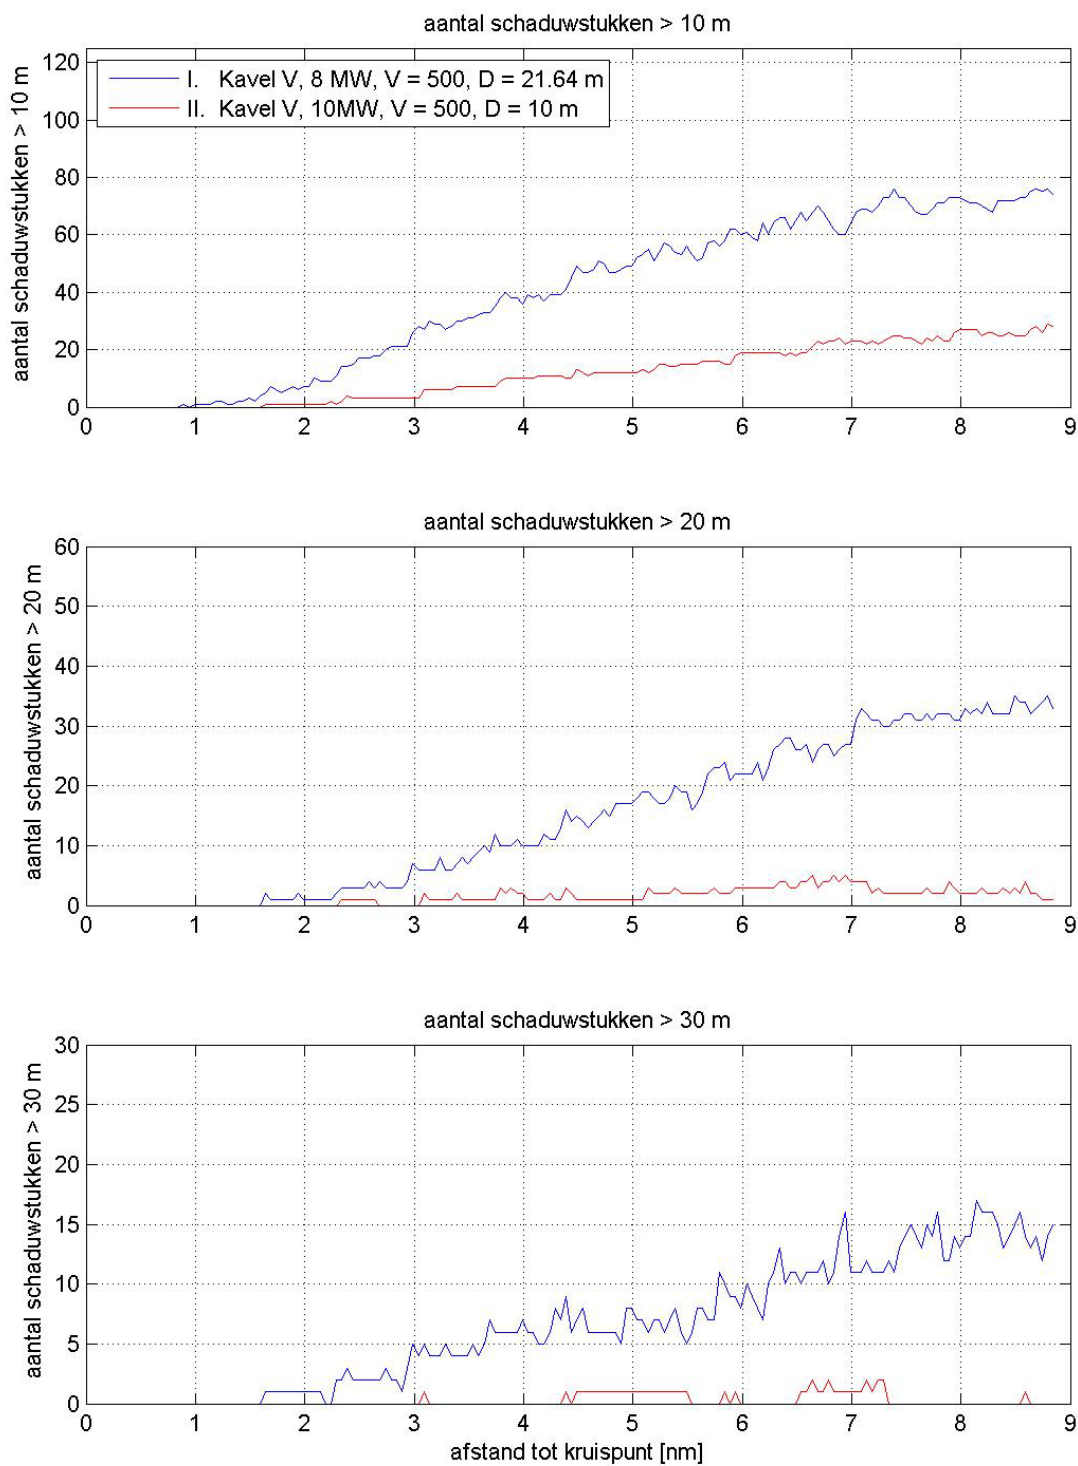 aantal schaduwstukken > 10 m
aantal schaduwstukken > 10 m
120
100
80
60
40
20
0
I. Kavel V, 8 MW, V = 500, D = 21.64 m
II. Kavel V, 10MW, V = 500, D = 10 m
0 1 2 3 4 5 6 7 8 9
aantal schaduwstukken > 20 m
aantal schaduwstukken > 20 m
60
50
40
30
20
10
0
0 1 2 3 4 5 6 7 8 9
aantal schaduwstukken > 30 m
aantal schaduwstukken > 30 m
30
25
20
15
10
5
0
0 1 2 3 4 5 6 7 8 9
afstand tot kruispunt [nm]